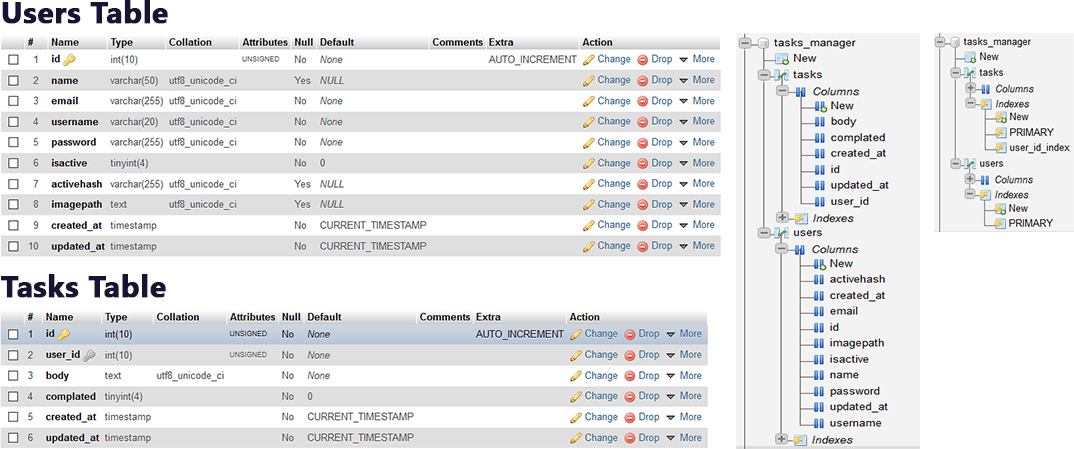 Users Table
# Name Type Collation Attributes Null Default Comments Extra Action
1 id int(10) UNSIGNED No None AUTO_INCREMENT Change Drop More
2 name varchar(50) utf8_unicode_ci Yes NULL Change Drop More
3 email varchar(255) utf8_unicode_ci No None Change Drop More
4 username varchar(20) utf8_unicode_ci No None Change Drop More
5 password varchar(255) utf8_unicode_ci No None Change Drop More
6 isactive tinyint(4) No 0 Change Drop More
7 activehash varchar(255) utf8_unicode_ci Yes NULL Change Drop More
8 imagepath text utf8_unicode_ci Yes NULL Change Drop More
9 created_at timestamp No CURRENT_TIMESTAMP Change Drop More
10 updated_at timestamp No CURRENT_TIMESTAMP Change Drop More
Tasks Table
# Name Type Collation Attributes Null Default Comments Extra Action
1 id int(10) UNSIGNED No None AUTO_INCREMENT Change Drop More
2 user_id int(10) UNSIGNED No None Change Drop More
3 body text utf8_unicode_ci No None Change Drop More
4 complated tinyint(4) No 0 Change Drop More
5 created_at timestamp No CURRENT_TIMESTAMP Change Drop More
6 updated_at timestamp No CURRENT_TIMESTAMP Change Drop More
tasks_manager
New
tasks
Columns
New
body
complated
created_at
id
updated_at
user_id
Indexes
users
Columns
New
activehash
created_at
email
id
imagepath
isactive
name
password
updated_at
username
Indexes
tasks_manager
New
tasks
Columns
Indexes
New
PRIMARY
user_id_index
users
Columns
Indexes
New
PRIMARY